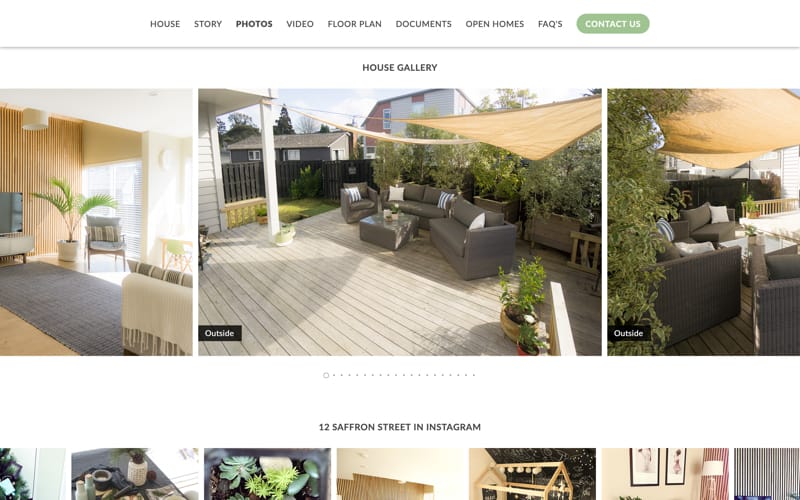 HOUSE STORY PHOTOS VIDEO FLOOR PLAN DOCUMENTS OPEN HOMES FAQ'S CONTACT US
HOUSE GALLERY
Outside
Outside
12 SAFFRON STREET IN INSTAGRAM